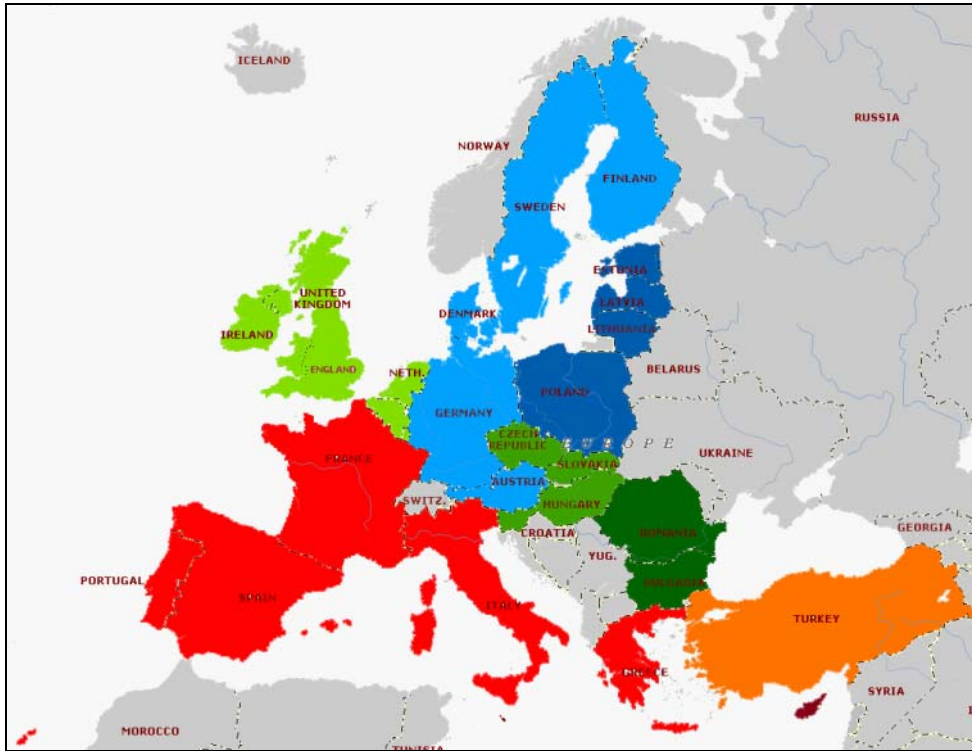 ICELAND
RUSSIA
NORWAY
FINLAND
SWEDEN
ESTONIA
UNITED
KINGDOM
LATVIA
DENMARK
LITHUANIA
IRELAND
ENGLAND
NETH.
BELARUS
POLAND
GERMANY
CZECH
REPUBLIC
EUROPE
UKRAINE
FRANCE
SLOVAKIA
AUSTRIA
SWITZ.
HUNGARY
GEORGIA
CROATIA
ROMANIA
YUG.
PORTUGAL
BULGARIA
SPAIN
ITALY
TURKEY
GREECE
SYRIA
MOROCCO
TUNISIA